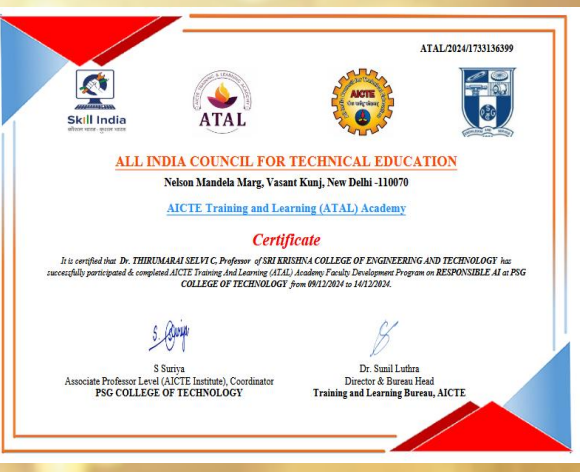 ATAL/2024/1733136399
Skill India
कौशल भारत - कुशल भारत
ATAL
AICTE
ALL INDIA COUNCIL FOR TECHNICAL EDUCATION
Nelson Mandela Marg, Vasant Kunj, New Delhi -110070
AICTE Training and Learning (ATAL) Academy
Certificate
It is certified that Dr. THIRUMARAI SELVI C, Professor of SRI KRISHNA COLLEGE OF ENGINEERING AND TECHNOLOGY has
successfully participated & completed AICTE Training And Learning (ATAL) Academy Faculty Development Program on RESPONSIBLE AI at PSG
COLLEGE OF TECHNOLOGY from 09/12/2024 to 14/12/2024.
S. Suriya
S Suriya
Associate Professor Level (AICTE Institute), Coordinator
PSG COLLEGE OF TECHNOLOGY
Dr. Sunil Luthra
Director & Bureau Head
Training and Learning Bureau, AICTE